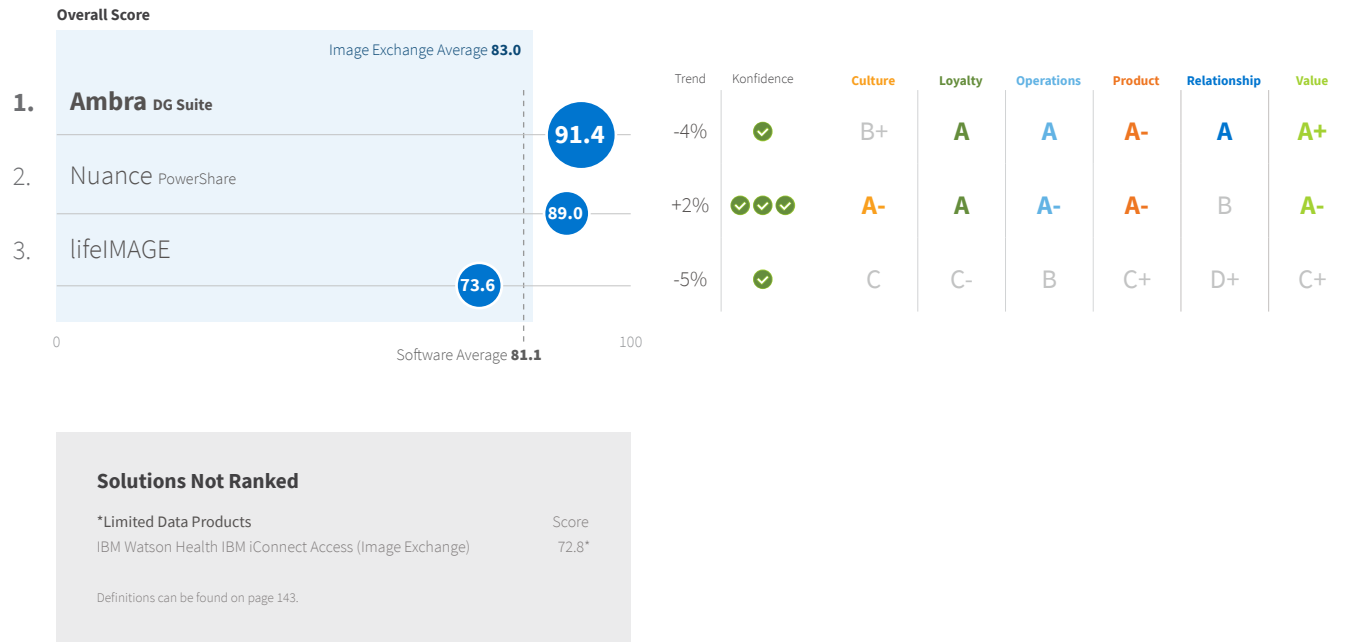 Overall Score
Image Exchange Average 83.0
Trend Konfidence Culture Loyalty Operations Product Relationship Value
1. Ambra DG Suite
91.4
-4% B+ A A A- A A+
2. Nuance PowerShare
89.0
+2% A- A A- A- B A-
3. lifeIMAGE
73.6
-5% C C- B C+ D+ C+
0 100
Software Average 81.1
Solutions Not Ranked
*Limited Data Products Score
IBM Watson Health IBM iConnect Access (Image Exchange) 72.8*
Definitions can be found on page 143.